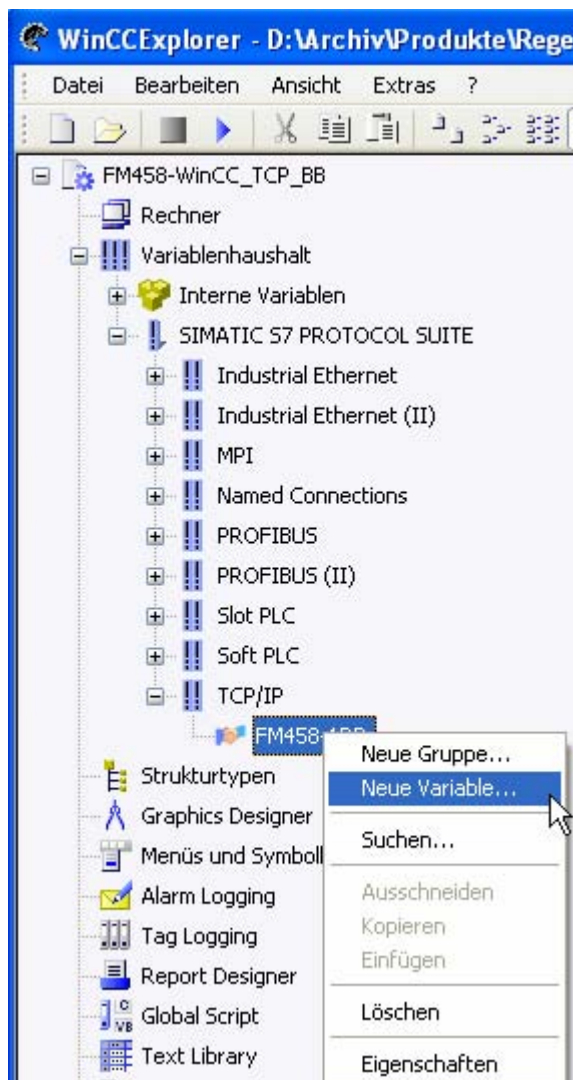 WinCCExplorer - D:\Archiv\Produkte\Rege
Datei Bearbeiten Ansicht Extras ?
FM458-WinCC_TCP_BB
Rechner
Variablenhaushalt
Interne Variablen
SIMATIC S7 PROTOCOL SUITE
Industrial Ethernet
Industrial Ethernet (II)
MPI
Named Connections
PROFIBUS
PROFIBUS (II)
Slot PLC
Soft PLC
TCP/IP
Strukturtypen
Graphics Designer
Menüs und Symboll
Alarm Logging
Tag Logging
Report Designer
Global Script
Text Library
Neue Gruppe...
Neue Variable...
Suchen...
Ausschneiden
Kopieren
Einfügen
Löschen
Eigenschaften